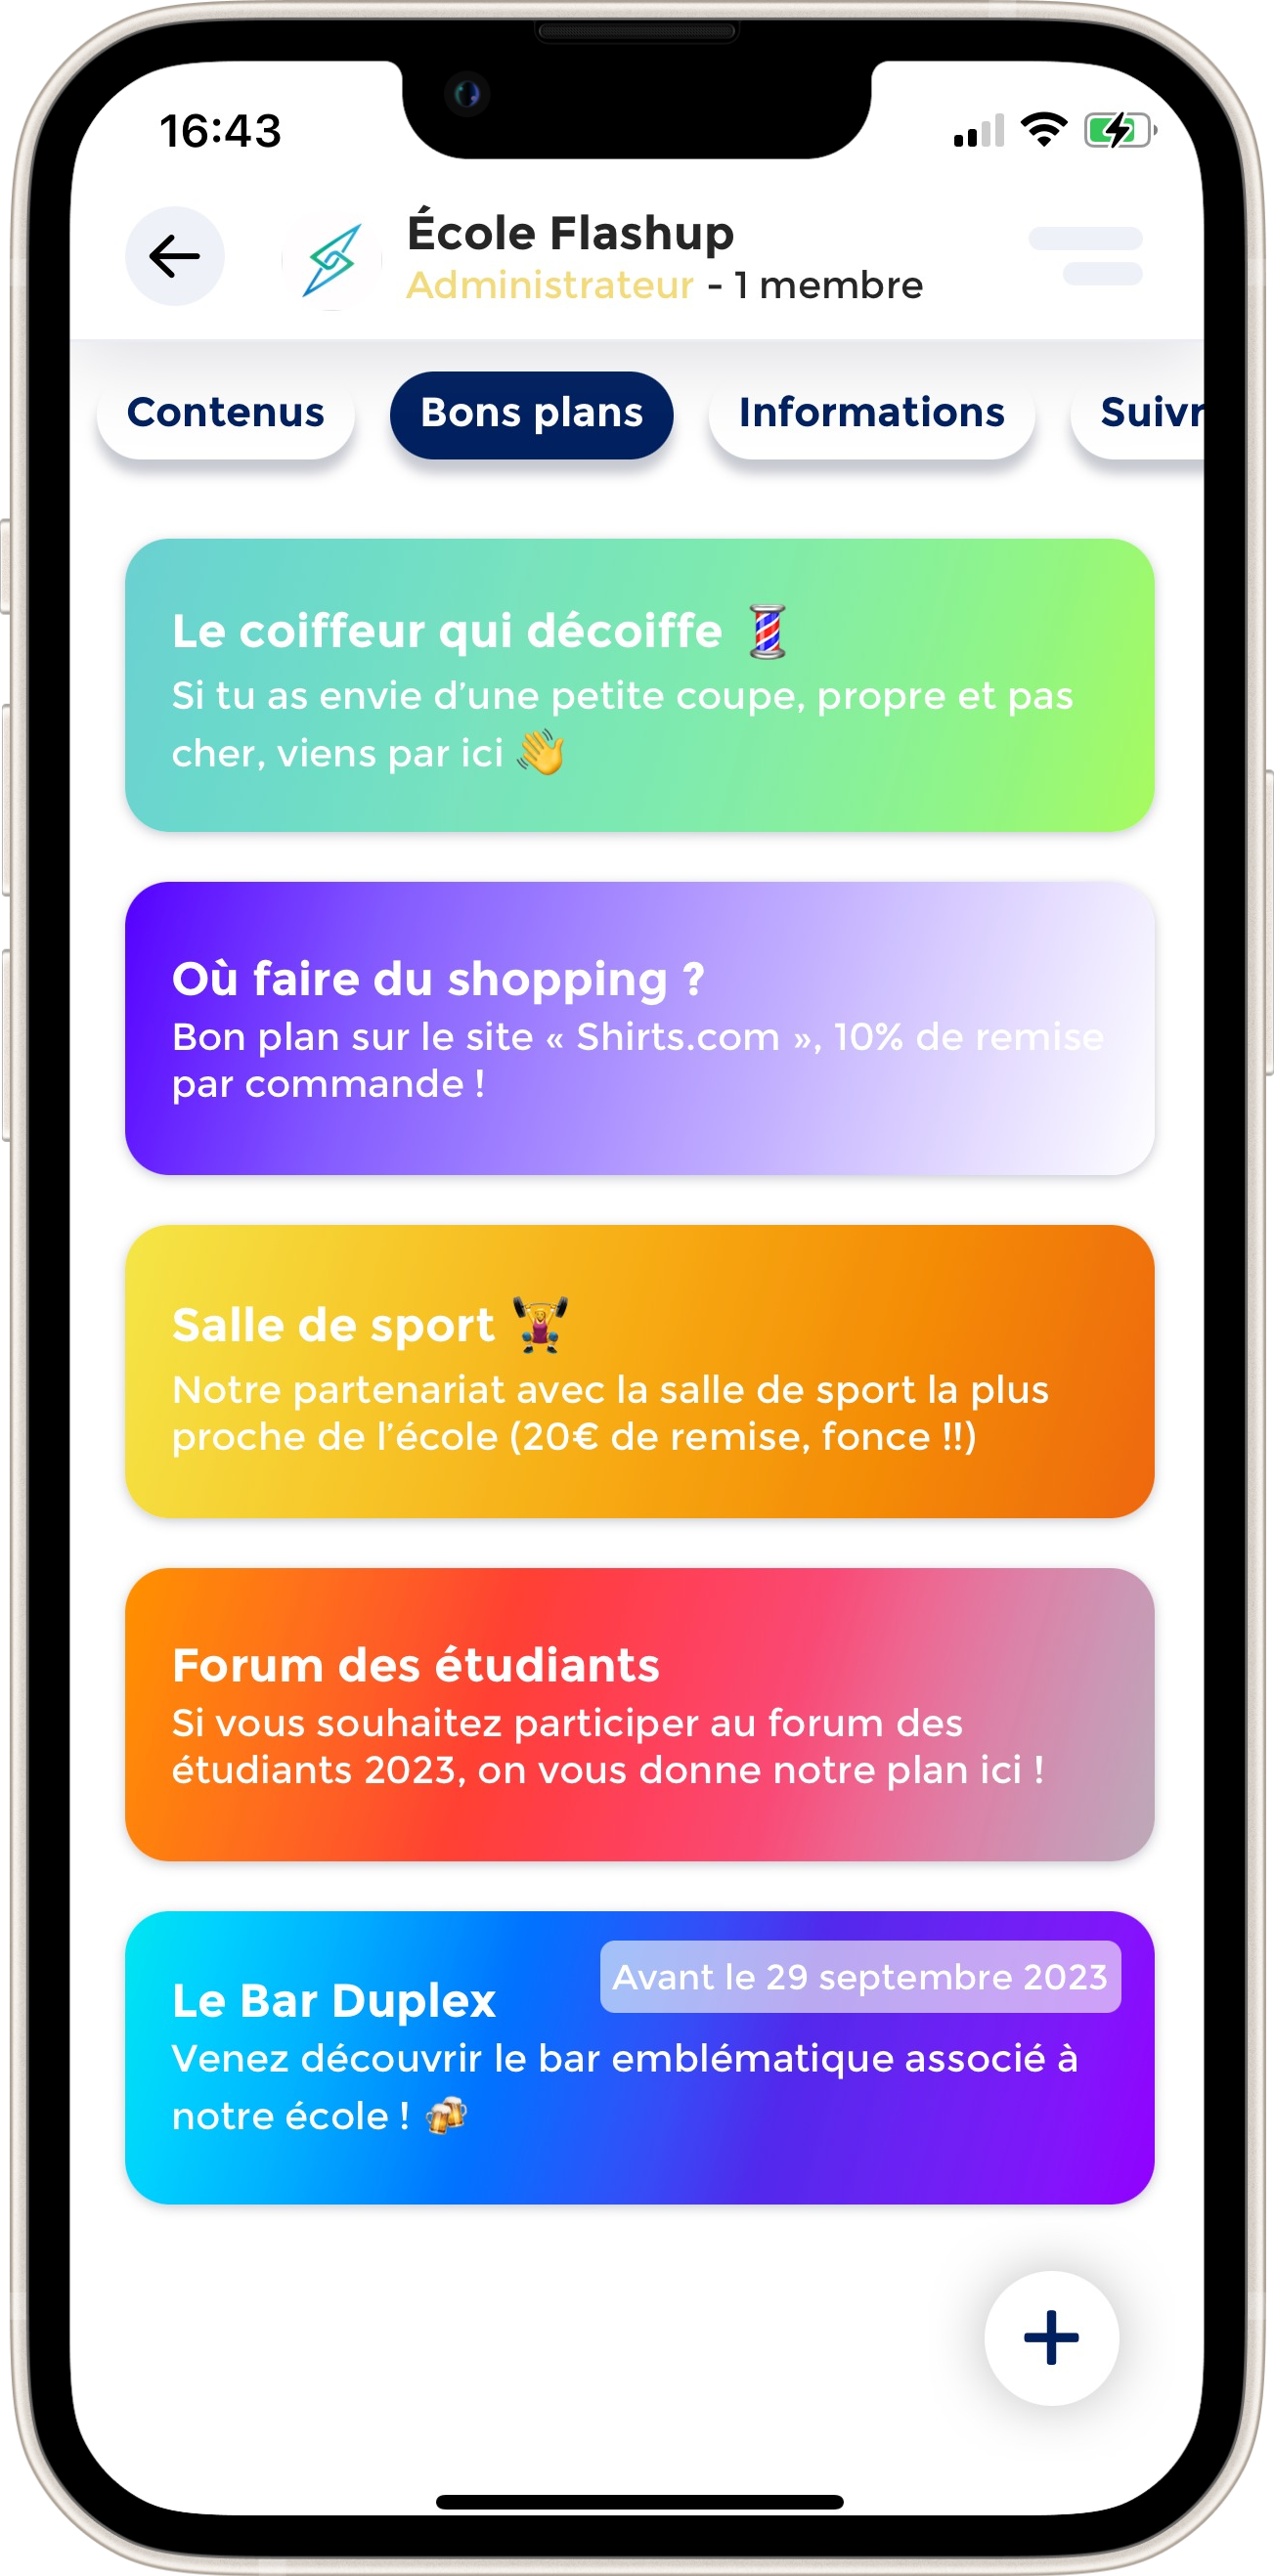 16:43
École Flashup
Administrateur - 1 membre
Contenus
Bons plans
Informations
Suivr
Le coiffeur qui décoiffe 💈
Si tu as envie d’une petite coupe, propre et pas
cher, viens par ici 👋
Où faire du shopping ?
Bon plan sur le site « Shirts.com », 10% de remise
par commande !
Salle de sport 🏋️‍♀️
Notre partenariat avec la salle de sport la plus
proche de l’école (20€ de remise, fonce !!)
Forum des étudiants
Si vous souhaitez participer au forum des
étudiants 2023, on vous donne notre plan ici !
Avant le 29 septembre 2023
Le Bar Duplex
Venez découvrir le bar emblématique associé à
notre école ! 🍻